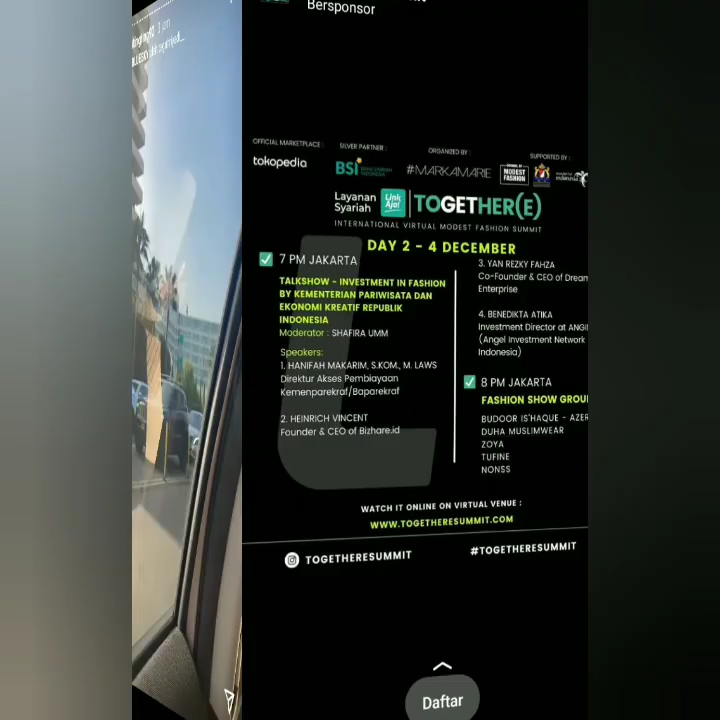 Bersponsor
OFFICIAL MARKETPLACE :
SILVER PARTNER :
ORGANIZED BY :
SUPPORTED BY :
tokopedia
BSI
#MARKAMARIE
MODEST
FASHION
Layanan
Syariah
Link
Aja!
TOGETHER(E)
INTERNATIONAL VIRTUAL MODEST FASHION SUMMIT
DAY 2 - 4 DECEMBER
7 PM JAKARTA
TALKSHOW - INVESTMENT IN FASHION
BY KEMENTERIAN PARIWISATA DAN
EKONOMI KREATIF REPUBLIK
INDONESIA
Moderator : SHAFIRA UMM
Speakers:
1. HANIFAH MAKARIM, S.KOM., M. LAWS
Direktur Akses Pembiayaan
Kemenparekraf/Baparekraf
2. HEINRICH VINCENT
Founder & CEO of Bizhare.id
3. YAN REZKY FAHZA
Co-Founder & CEO of Dream
Enterprise
4. BENEDIKTA ATIKA
Investment Director at ANGI
(Angel Investment Network
Indonesia)
8 PM JAKARTA
FASHION SHOW GROU
BUDOOR IS'HAQUE - AZER
DUHA MUSLIMWEAR
ZOYA
TUFINE
NONSS
WATCH IT ONLINE ON VIRTUAL VENUE :
WWW.TOGETHERESUMMIT.COM
TOGETHERESUMMIT
#TOGETHERESUMMIT
Daftar